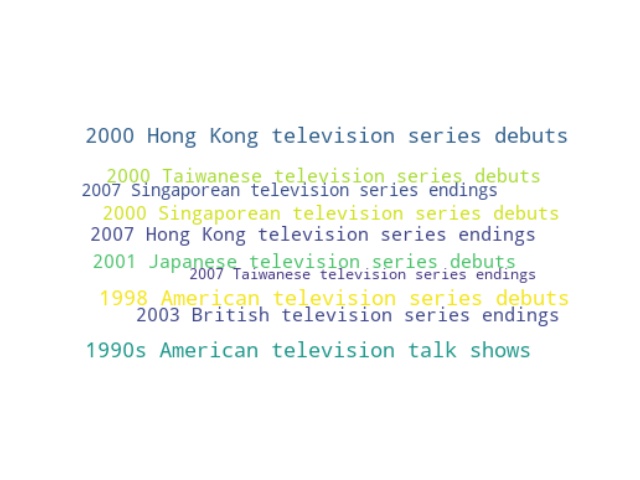 2000 Hong Kong television series debuts
2000 Taiwanese television series debuts
2007 Singaporean television series endings
2000 Singaporean television series debuts
2007 Hong Kong television series endings
2001 Japanese television series debuts
2007 Taiwanese television series endings
1998 American television series debuts
2003 British television series endings
1990s American television talk shows